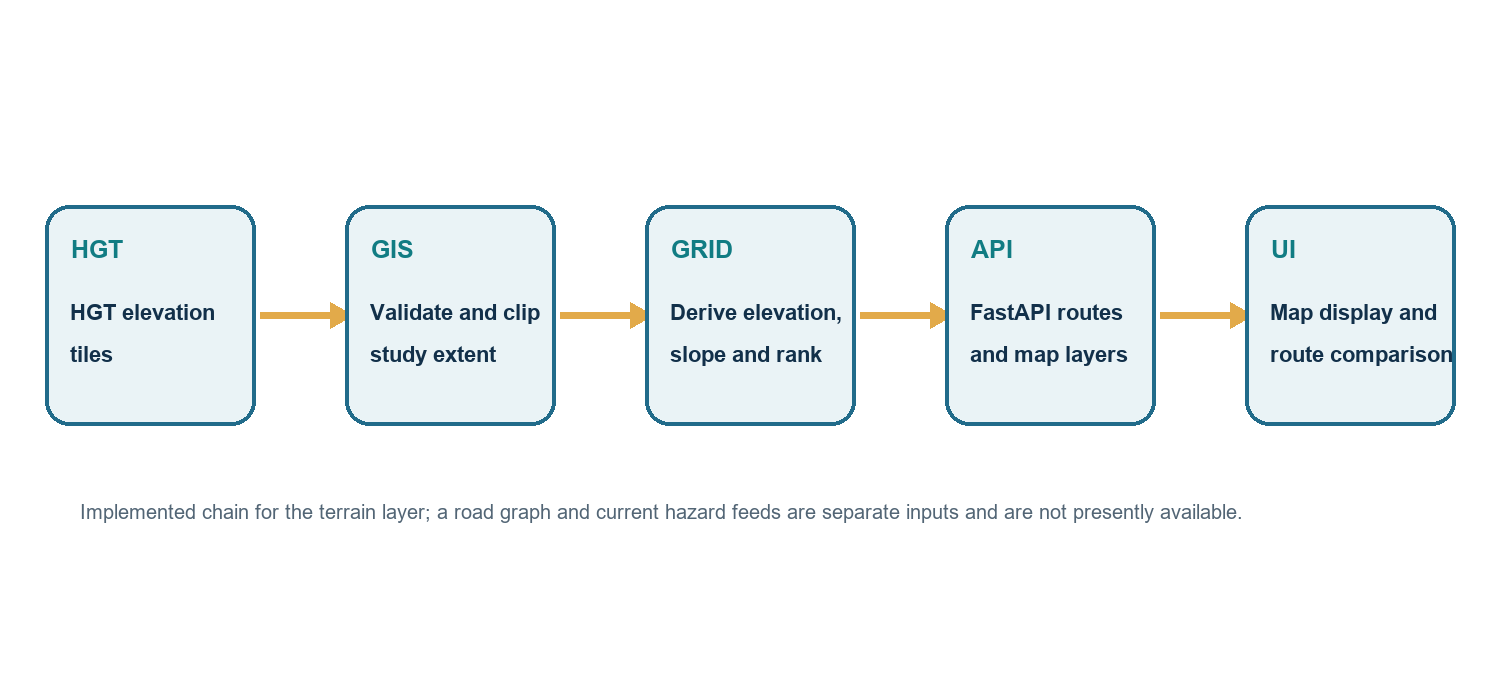 HGT
HGT elevation
tiles
GIS
Validate and clip
study extent
GRID
Derive elevation,
slope and rank
API
FastAPI routes
and map layers
UI
Map display and
route comparison
Implemented chain for the terrain layer; a road graph and current hazard feeds are separate inputs and are not presently available.